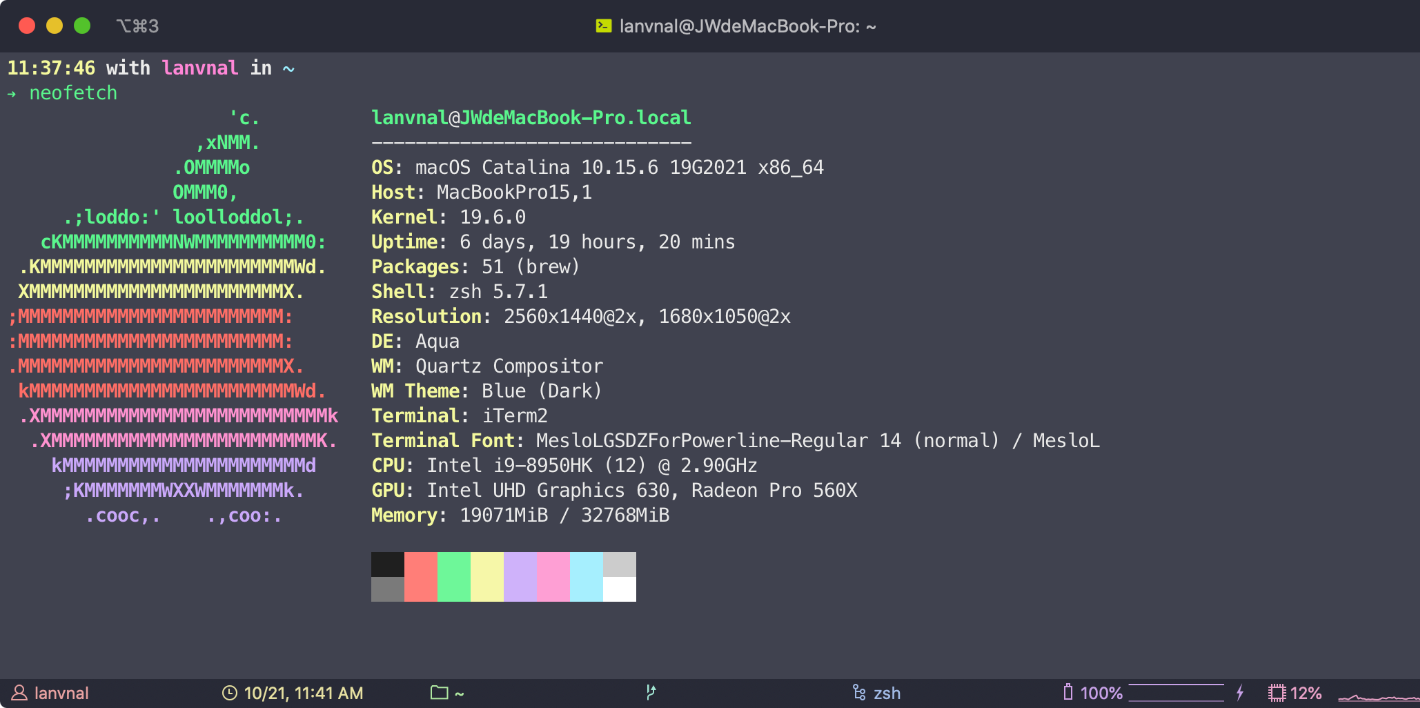 ⌥⌘3
lanvnal@JWdeMacBook-Pro: ~
11:37:46 with lanvnal in ~
→ neofetch
'c.
lanvnal@JWdeMacBook-Pro.local
,xNMM.
-----------------------------
.OMMMMo
OS: macOS Catalina 10.15.6 19G2021 x86_64
OMMM0,
Host: MacBookPro15,1
.;loddo:' loolloddol;.
Kernel: 19.6.0
cKMMMMMMMMMMNWMMMMMMMMMM0:
Uptime: 6 days, 19 hours, 20 mins
.KMMMMMMMMMMMMMMMMMMMMMMMWd.
Packages: 51 (brew)
XMMMMMMMMMMMMMMMMMMMMMMMX.
Shell: zsh 5.7.1
;MMMMMMMMMMMMMMMMMMMMMMMM:
Resolution: 2560x1440@2x, 1680x1050@2x
:MMMMMMMMMMMMMMMMMMMMMMMM:
DE: Aqua
.MMMMMMMMMMMMMMMMMMMMMMMMX.
WM: Quartz Compositor
kMMMMMMMMMMMMMMMMMMMMMMMMWd.
WM Theme: Blue (Dark)
.XMMMMMMMMMMMMMMMMMMMMMMMMMMk
Terminal: iTerm2
.XMMMMMMMMMMMMMMMMMMMMMMMMK.
Terminal Font: MesloLGSDZForPowerline-Regular 14 (normal) / MesloL
kMMMMMMMMMMMMMMMMMMMMMMd
CPU: Intel i9-8950HK (12) @ 2.90GHz
;KMMMMMMMWXXWMMMMMMMk.
GPU: Intel UHD Graphics 630, Radeon Pro 560X
.cooc,.    .,coo:.
Memory: 19071MiB / 32768MiB
lanvnal
10/21, 11:41 AM
~
zsh
100%
12%